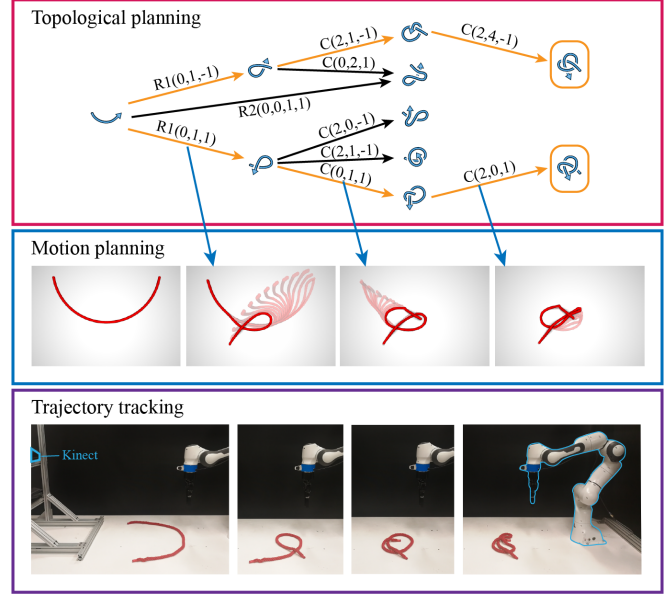 Topological planning
C(2,1,-1)
C(2,4,-1)
R1(0,1,-1)
C(0,2,1)
R2(0,0,1,1)
R1(0,1,1)
C(2,0,-1)
C(2,1,-1)
C(0,1,1)
C(2,0,1)
Motion planning
Trajectory tracking
Kinect